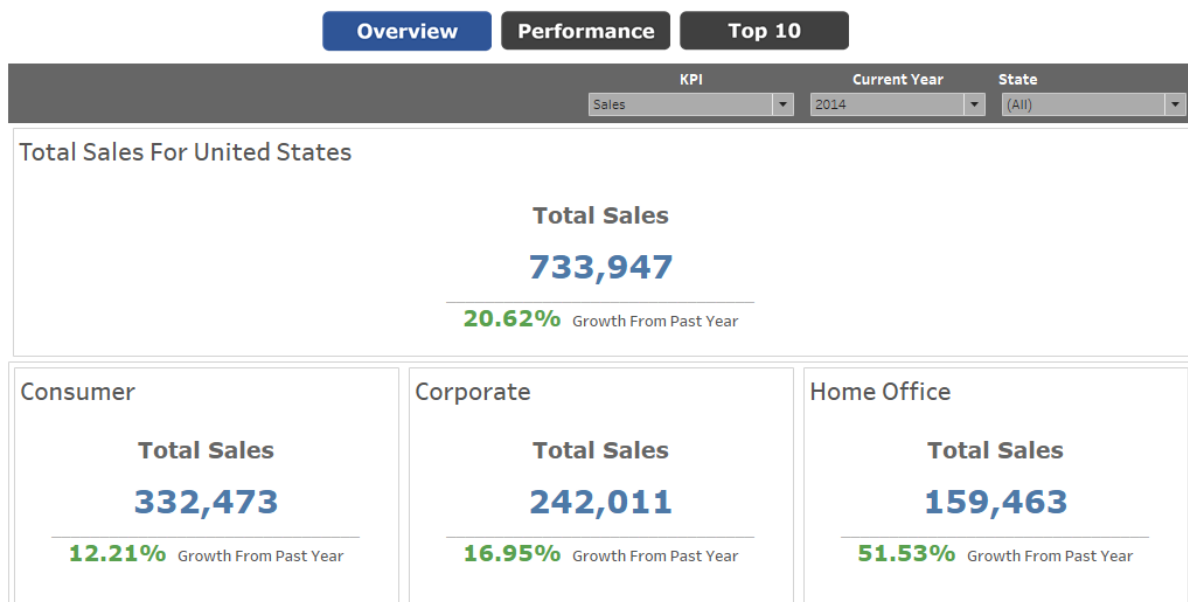 Overview Performance Top 10
KPI Current Year State
Sales 2014 (All)
Total Sales For United States
Total Sales
733,947
20.62% Growth From Past Year
Consumer
Total Sales
332,473
12.21% Growth From Past Year
Corporate
Total Sales
242,011
16.95% Growth From Past Year
Home Office
Total Sales
159,463
51.53% Growth From Past Year